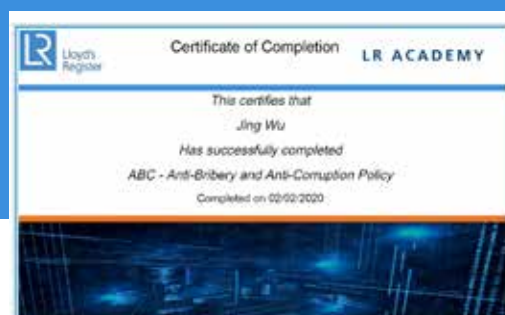 LR
Lloyd's
Register
Certificate of Completion
LR ACADEMY
This certifies that
Jing Wu
Has successfully completed
ABC - Anti-Bribery and Anti-Corruption Policy
Completed on 02/02/2020